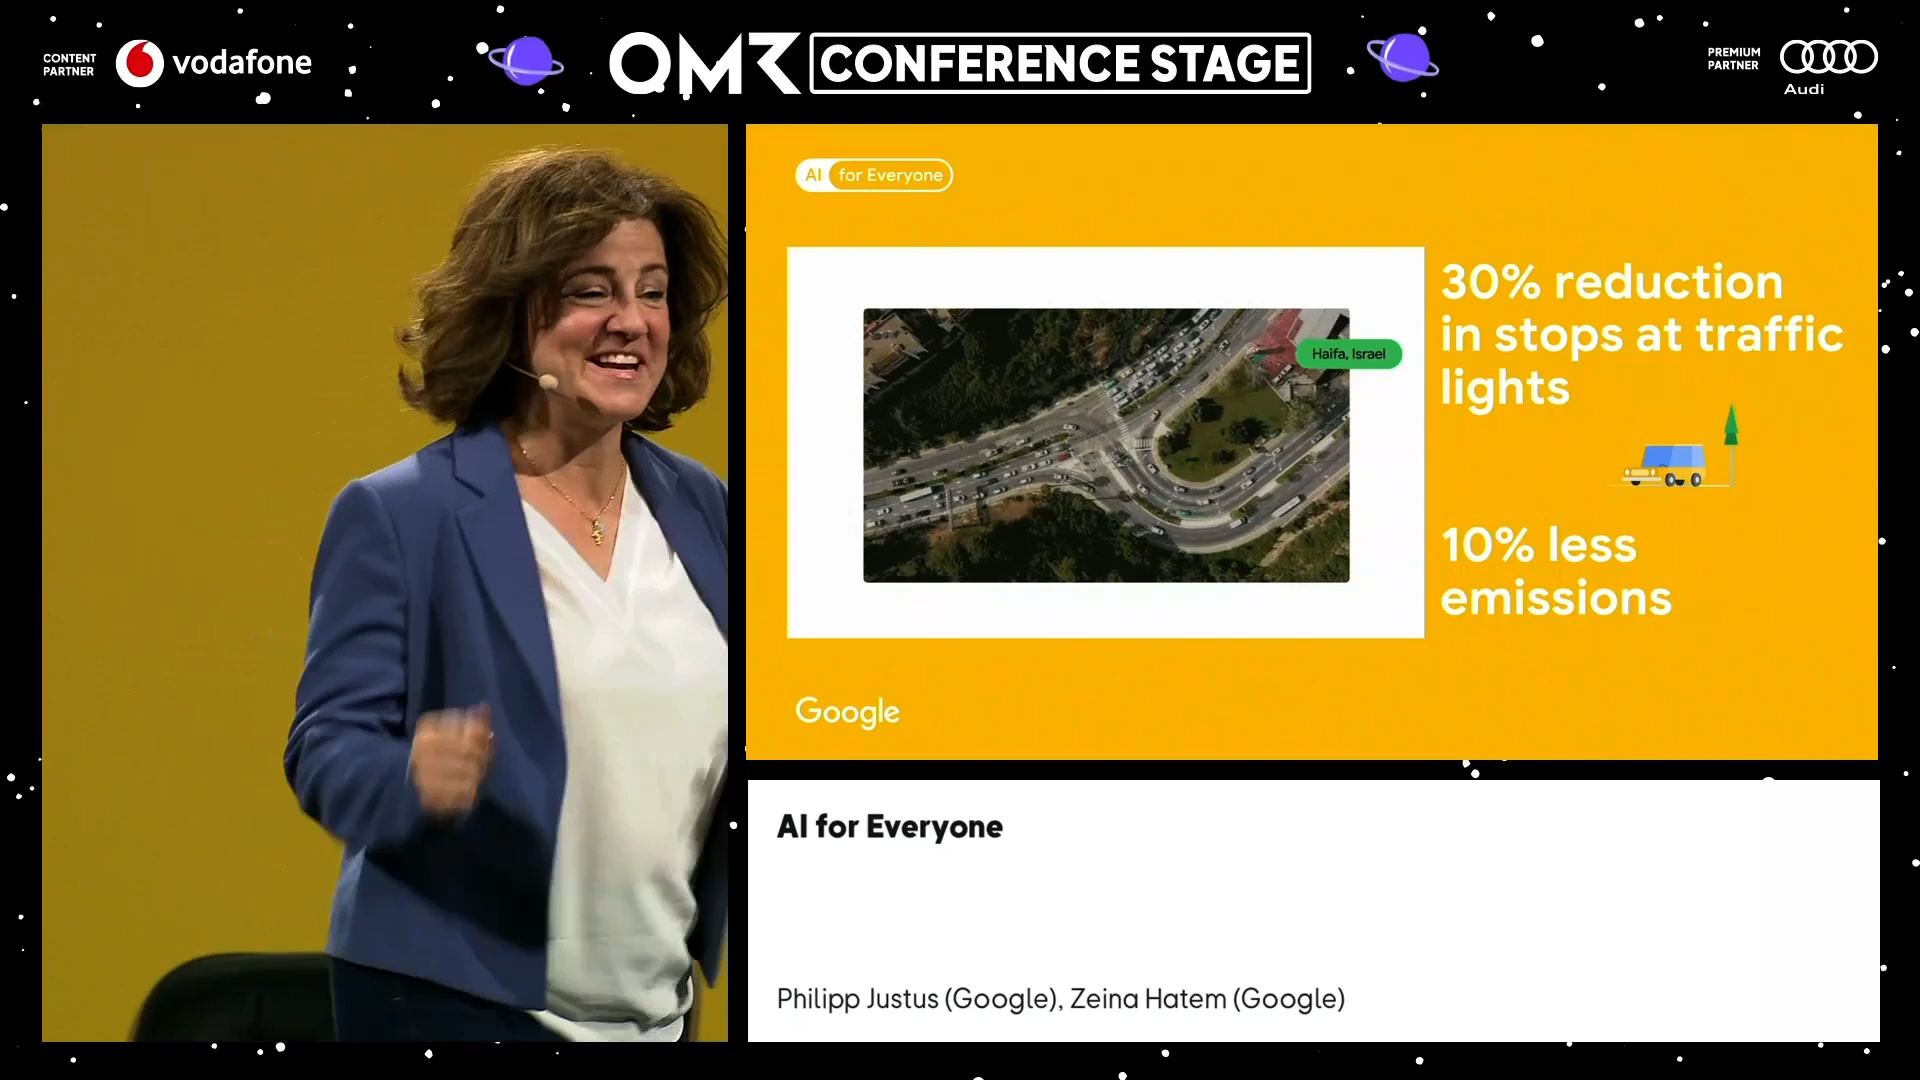 CONTENT
PARTNER
vodafone
OMR CONFERENCE STAGE
PREMIUM
PARTNER
Audi
AI for Everyone
Haifa, Israel
30% reduction
in stops at traffic
lights
10% less
emissions
Google
AI for Everyone
Philipp Justus (Google), Zeina Hatem (Google)